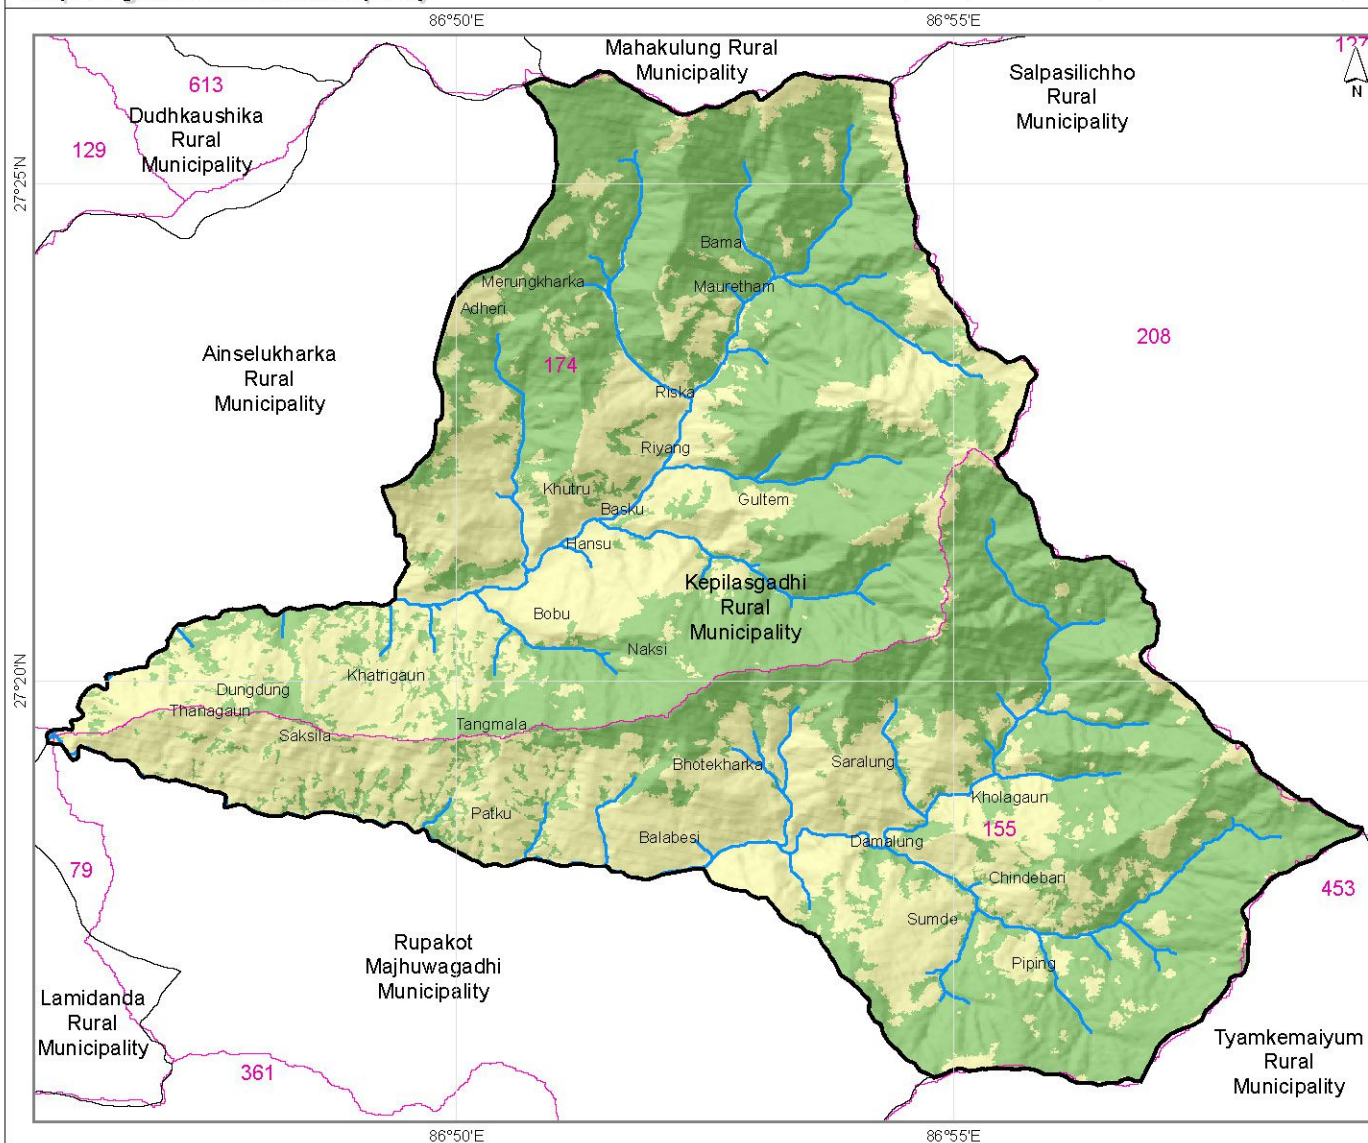 86°50'E
86°55'E
127
N
Mahakulung Rural
Municipality
Salpasilichho
Rural
Municipality
613
Dudhkaushika
Rural
Municipality
129
27°25'N
Bama
Merungkharka
Mauretham
Adheri
208
Ainselukharka
Rural
Municipality
174
Riska
Riyang
Khutru
Gultem
Basku
Hansu
Kepilasgadhi
Rural
Municipality
Bobu
Naksi
27°20'N
Khatrigaun
Dungdung
Thanagaun
Tangmala
Saksila
Bhotekharka
Saralung
Kholagaun
Patku
155
Balabesi
Damalung
79
Chindebari
453
Sumde
Rupakot
Majhuwagadhi
Municipality
Piping
Lamidanda
Rural
Municipality
Tyamkemaiyum
Rural
Municipality
361
86°50'E
86°55'E